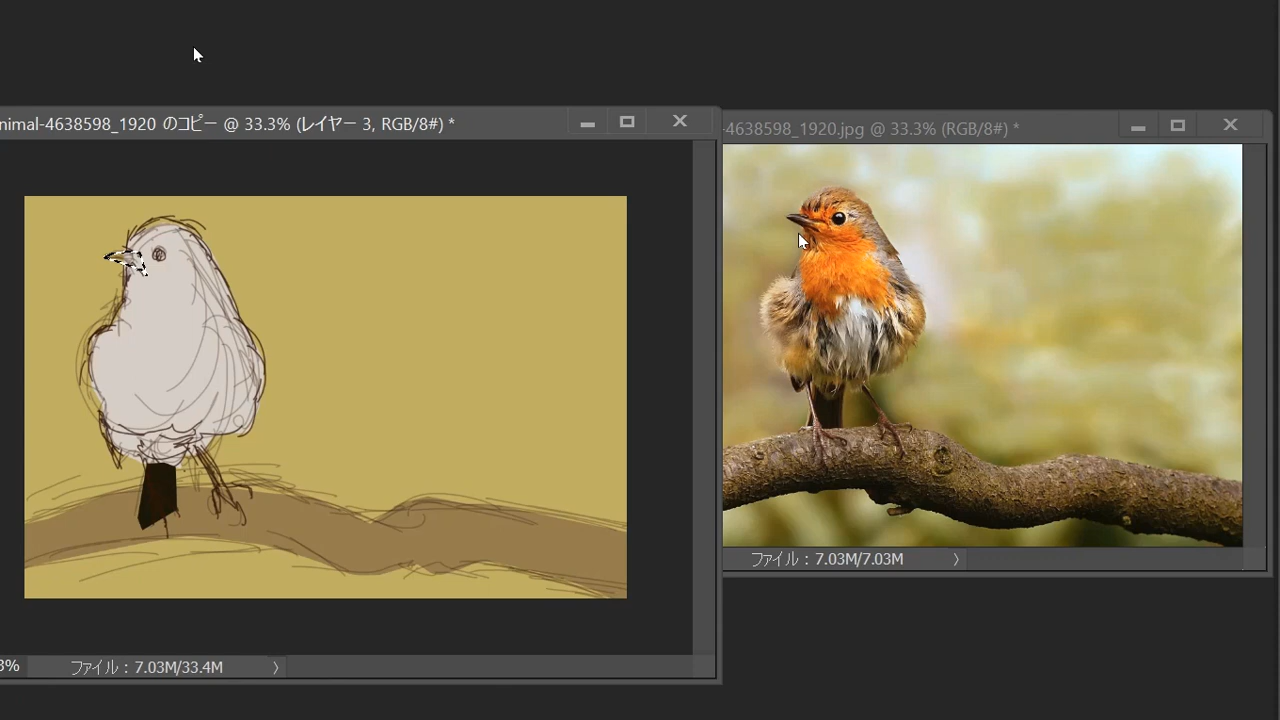 nimal-4638598_1920 のコピー @ 33.3% (レイヤー 3, RGB/8#) *
-4638598_1920.jpg @ 33.3% (RGB/8#) *
ファイル : 7.03M/7.03M
3% ファイル : 7.03M/33.4M